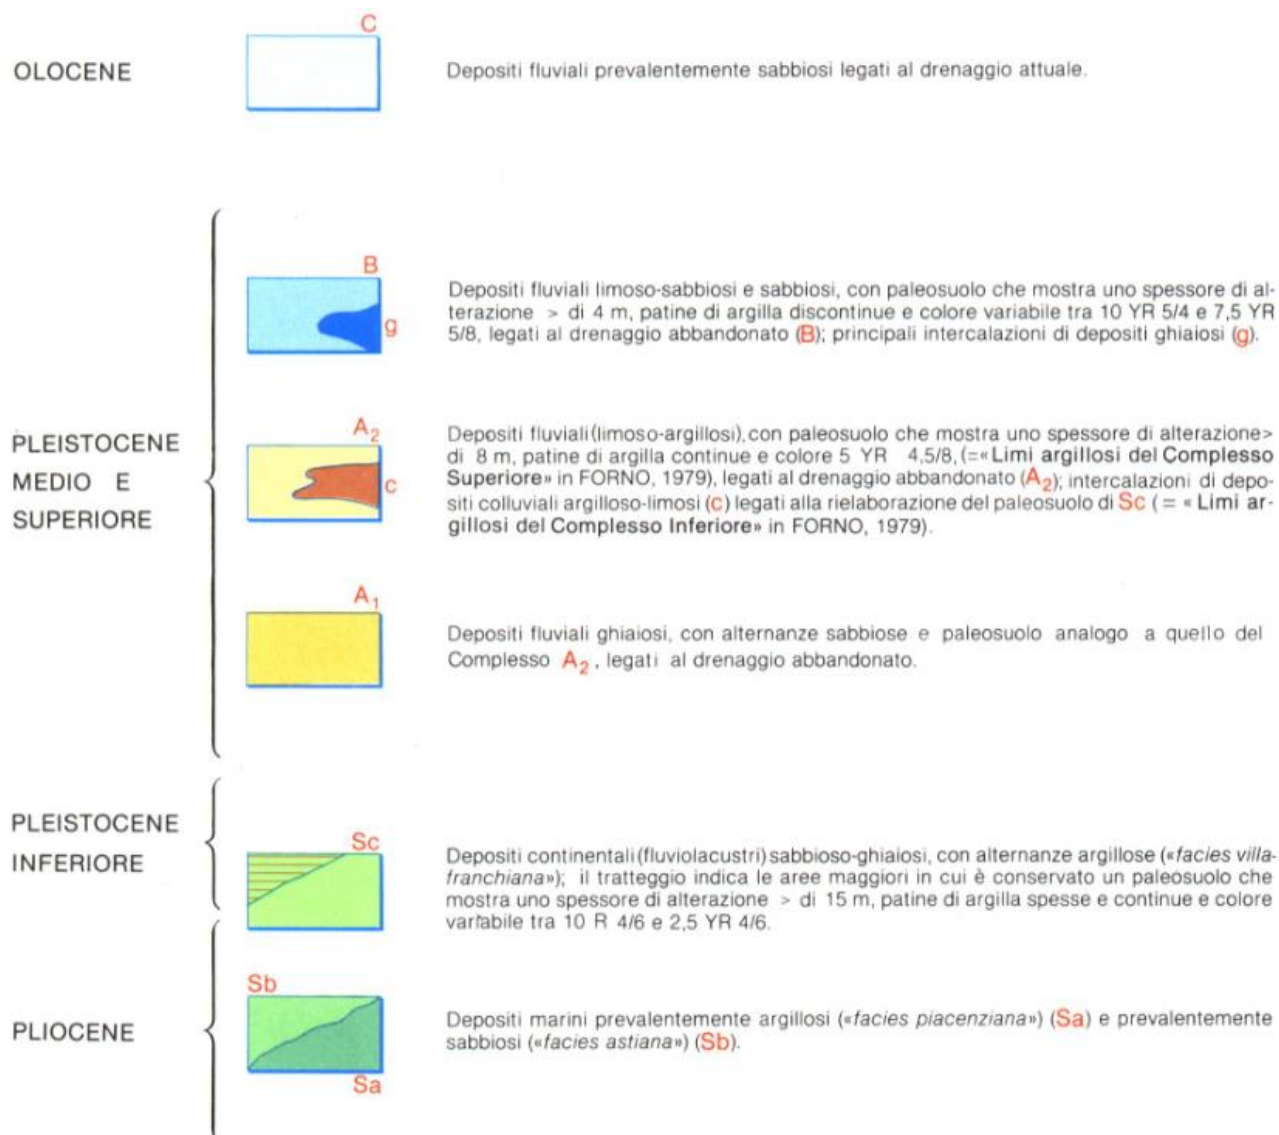 C
OLOCENE
Depositi fluviali prevalentemente sabbiosi legati al drenaggio attuale.
B
g
Depositi fluviali limoso-sabbiosi e sabbiosi, con paleosuolo che mostra uno spessore di al-
terazione > di 4 m, patine di argilla discontinue e colore variabile tra 10 YR 5/4 e 7,5 YR
5/8, legati al drenaggio abbandonato (B); principali intercalazioni di depositi ghiaiosi (g).
PLEISTOCENE
MEDIO E
SUPERIORE
A₂
c
Depositi fluviali (limoso-argillosi), con paleosuolo che mostra uno spessore di alterazione>
di 8 m, patine di argilla continue e colore 5 YR 4,5/8, (=«Limi argillosi del Complesso
Superiore» in FORNO, 1979), legati al drenaggio abbandonato (A₂); intercalazioni di depo-
siti colluviali argilloso-limosi (c) legati alla rielaborazione del paleosuolo di Sc (= «Limi ar-
gillosi del Complesso Inferiore» in FORNO, 1979).
A₁
Depositi fluviali ghiaiosi, con alternanze sabbiose e paleosuolo analogo a quello del
Complesso A₂, legati al drenaggio abbandonato.
PLEISTOCENE
INFERIORE
Sc
Depositi continentali (fluviolacustri) sabbioso-ghiaiosi, con alternanze argillose («facies villa-
franchiana»); il tratteggio indica le aree maggiori in cui è conservato un paleosuolo che
mostra uno spessore di alterazione > di 15 m, patine di argilla spesse e continue e colore
variabile tra 10 R 4/6 e 2,5 YR 4/6.
PLIOCENE
Sb
Sa
Depositi marini prevalentemente argillosi («facies piacenziana») (Sa) e prevalentemente
sabbiosi («facies astiana») (Sb).